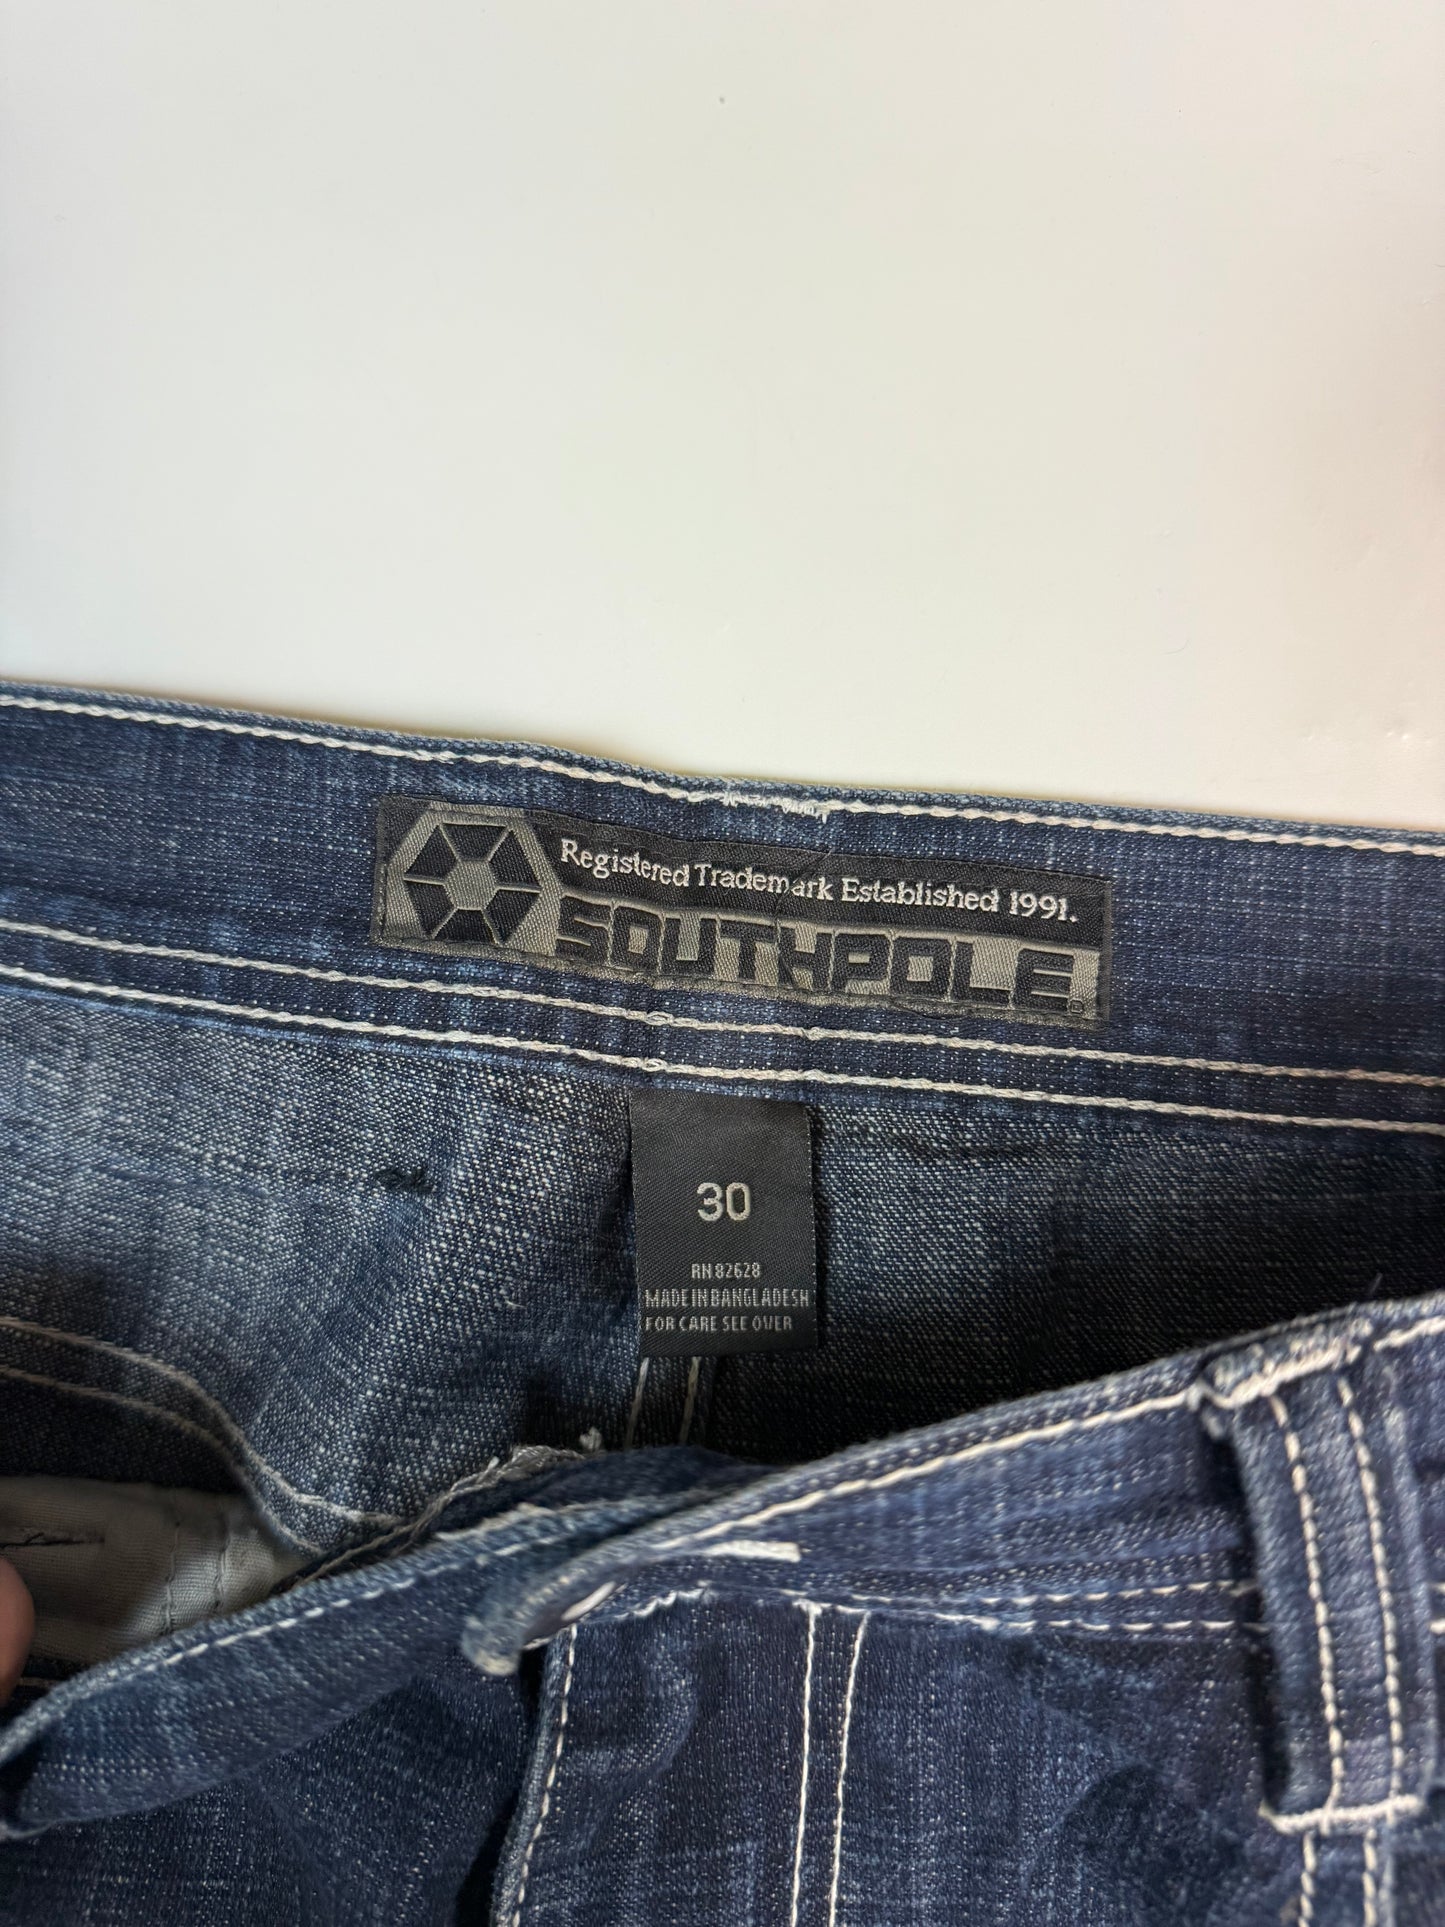 Registered Trademark Established 1991.
SOUTHPOLE®
30
RN 82628
MADE IN BANGLADESH
FOR CARE SEE OVER